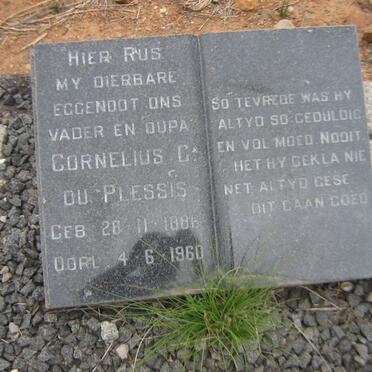 HIER RUS
MY DIERBARE
EGGENOOT ONS
VADER EN OUPA
CORNELIUS C.
DU PLESSIS
GEB 28 11 1886
OORL 4 6 1960
SO TEVREDE WAS HY
ALTYD SO GEDULDIG
EN VOL MOED NOOIT
HET HY GEKLA NIE
NET ALTYD GESE
DIT GAAN GOED